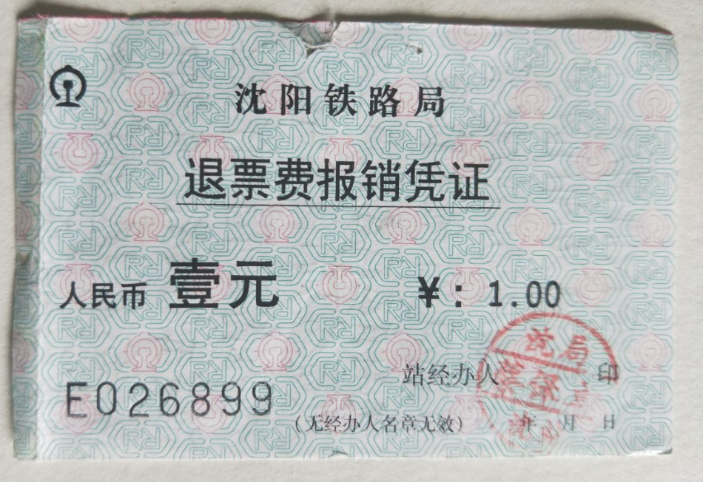 沈阳铁路局
退票费报销凭证
人民币 壹元 ￥: 1.00
站经办人 印
E026899
(无经办人名章无效) 年 月 日